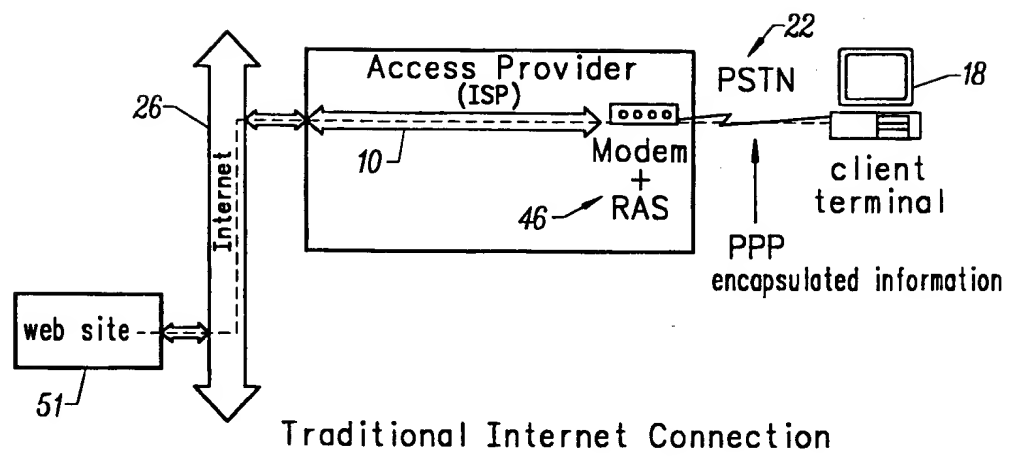 22
Access Provider
(ISP)
PSTN
18
26
10
Modem
+
RAS
46
client
terminal
Internet
PPP
encapsulated information
web site
51
Traditional Internet Connection